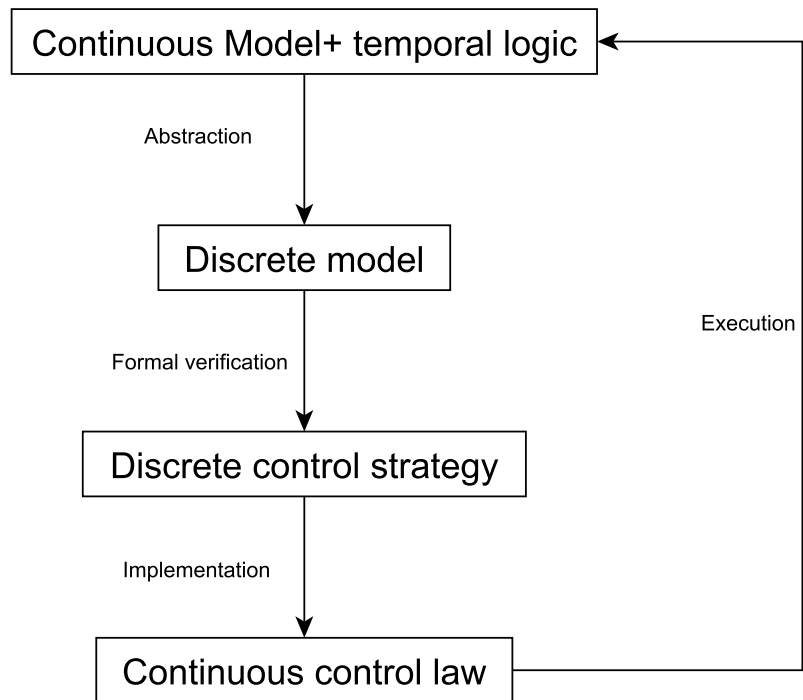 Continuous Model+ temporal logic
Abstraction
Discrete model
Execution
Formal verification
Discrete control strategy
Implementation
Continuous control law